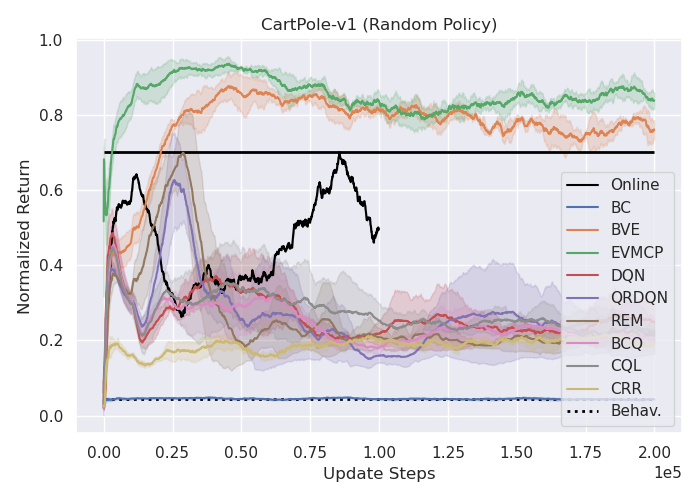 CartPole-v1 (Random Policy)
Normalized Return
1.0
0.8
0.6
0.4
0.2
0.0
Online
BC
BVE
EVMCP
DQN
QRDQN
REM
BCQ
CQL
CRR
Behav.
0.00 0.25 0.50 0.75 1.00 1.25 1.50 1.75 2.00
1e5
Update Steps